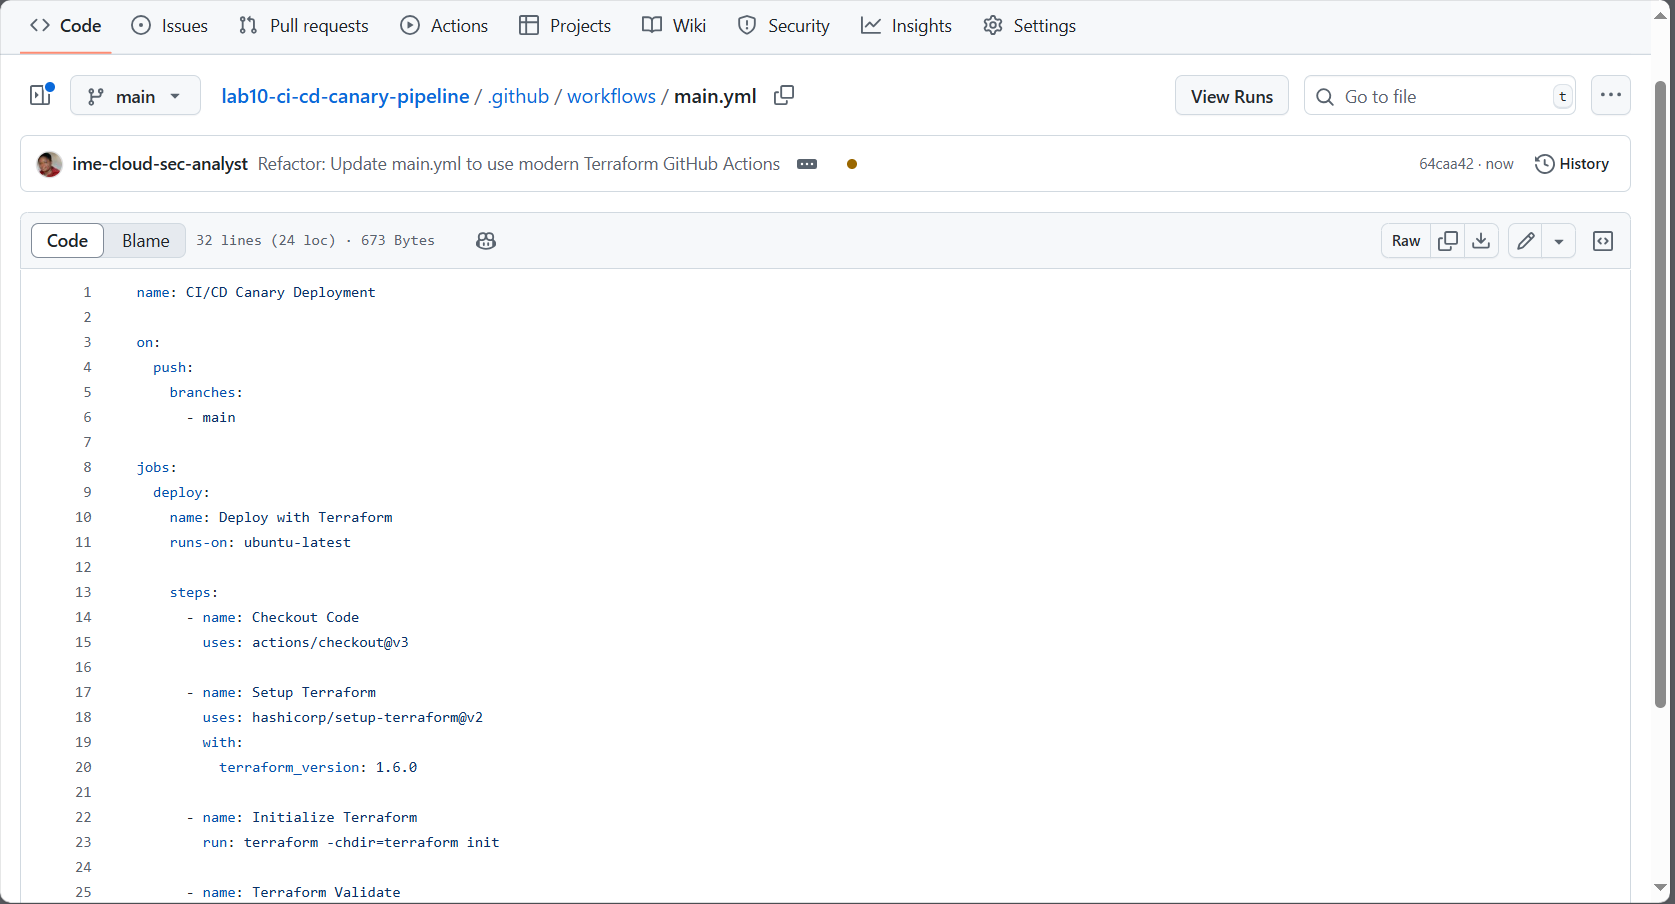 Code Issues Pull requests Actions Projects Wiki Security Insights Settings
main lab10-ci-cd-canary-pipeline / .github / workflows / main.yml View Runs Go to file t
ime-cloud-sec-analyst Refactor: Update main.yml to use modern Terraform GitHub Actions 64caa42 · now History
Code Blame 32 lines (24 loc) · 673 Bytes Raw
1 name: CI/CD Canary Deployment
2
3 on:
4 push:
5 branches:
6 - main
7
8 jobs:
9 deploy:
10 name: Deploy with Terraform
11 runs-on: ubuntu-latest
12
13 steps:
14 - name: Checkout Code
15 uses: actions/checkout@v3
16
17 - name: Setup Terraform
18 uses: hashicorp/setup-terraform@v2
19 with:
20 terraform_version: 1.6.0
21
22 - name: Initialize Terraform
23 run: terraform -chdir=terraform init
24
25 - name: Terraform Validate